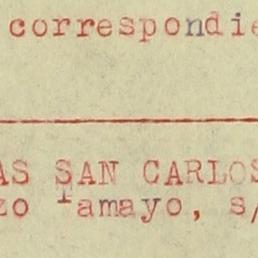 correspondie
AS SAN CARLOS
zo Tamayo, s/